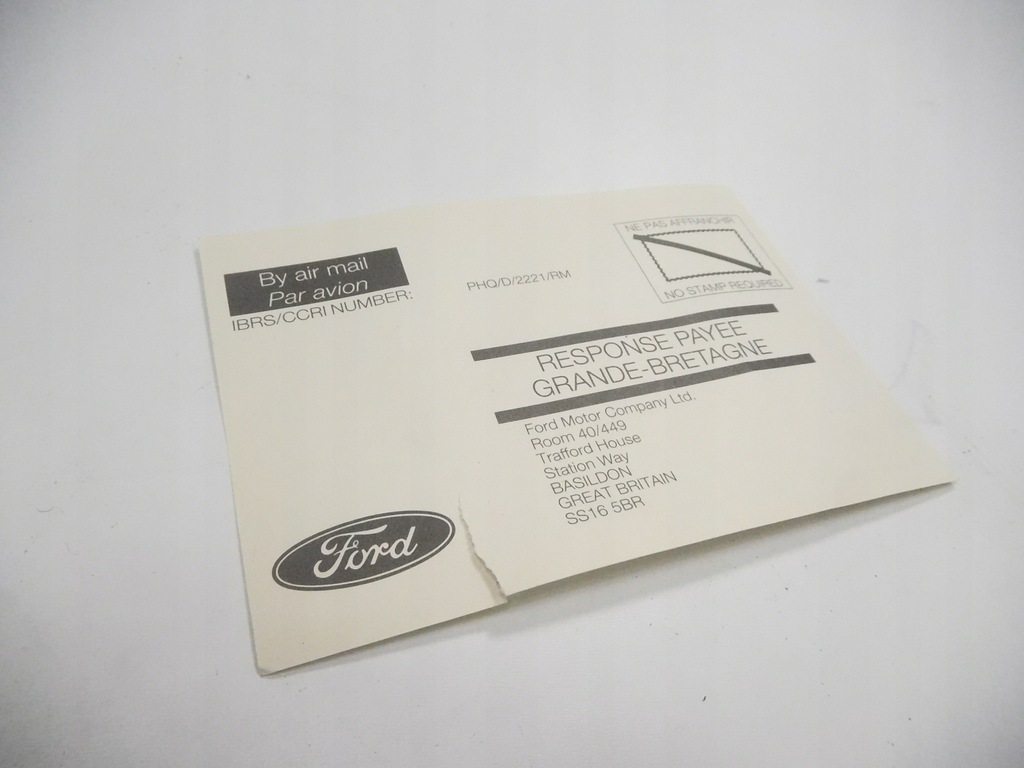 By air mail
Par avion
IBRS/CCRI NUMBER:
PHQ/D/2221/RM
NE PAS AFFRANCHIR
NO STAMP REQUIRED
RESPONSE PAYEE
GRANDE-BRETAGNE
Ford Motor Company Ltd.
Room 40/449
Trafford House
Station Way
BASILDON
GREAT BRITAIN
SS16 5BR
Ford